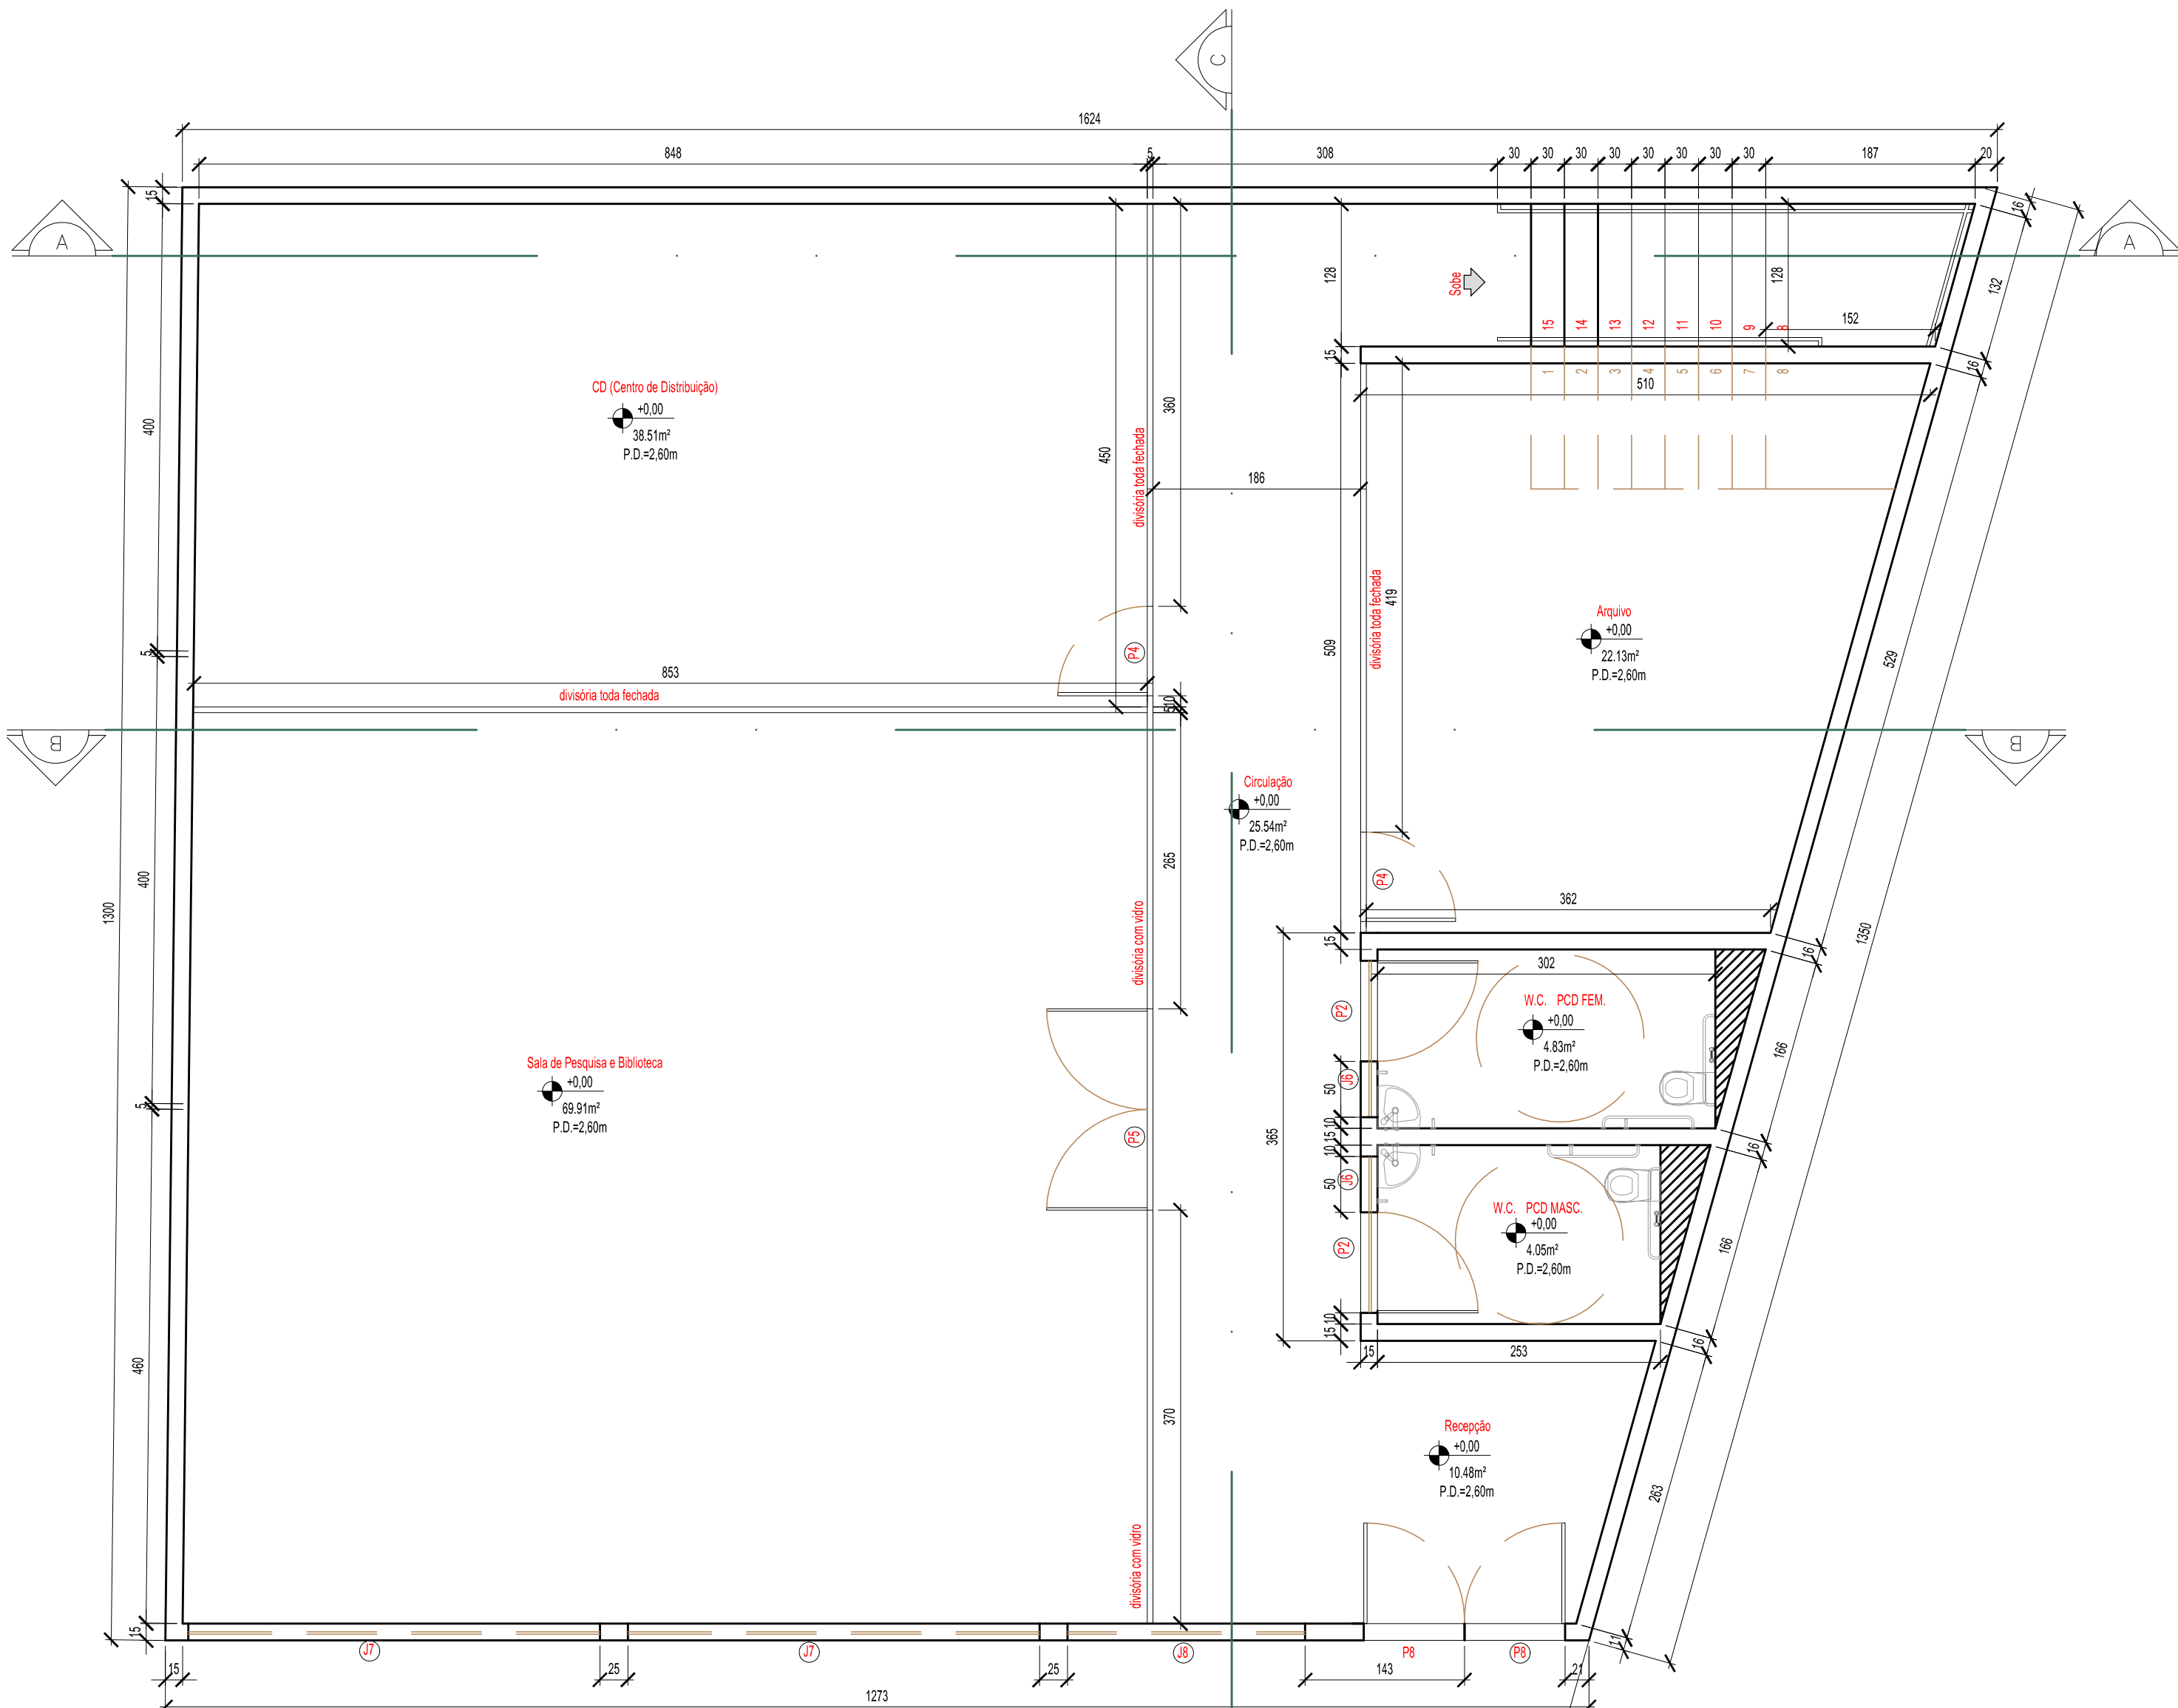 C
1624
848
5
308
30
30
30
30
30
30
30
30
187
20
15
16
A
A
128
128
132
Sobe
15
14
13
12
11
10
9
8
152
15
16
1
2
3
4
5
6
7
8
510
CD (Centro de Distribuição)
+0,00
38.51m²
P.D.=2,60m
400
360
450
divisória toda fechada
186
419
divisória toda fechada
509
Arquivo
+0,00
22.13m²
P.D.=2,60m
529
P4
5
853
divisória toda fechada
10
5
B
B
Circulação
+0,00
25.54m²
P.D.=2,60m
265
400
1300
P4
362
1350
divisória com vidro
15
16
302
P2
W.C. PCD FEM.
+0,00
4.83m²
P.D.=2,60m
166
Sala de Pesquisa e Biblioteca
+0,00
69.91m²
P.D.=2,60m
J6
50
5
10
15
10
365
P5
16
J6
50
W.C. PCD MASC.
+0,00
4.05m²
P.D.=2,60m
P2
166
10
15
16
15
253
460
370
Recepção
+0,00
10.48m²
P.D.=2,60m
263
divisória com vidro
15
11
J7
J7
J8
P8
P8
15
25
25
143
21
1273